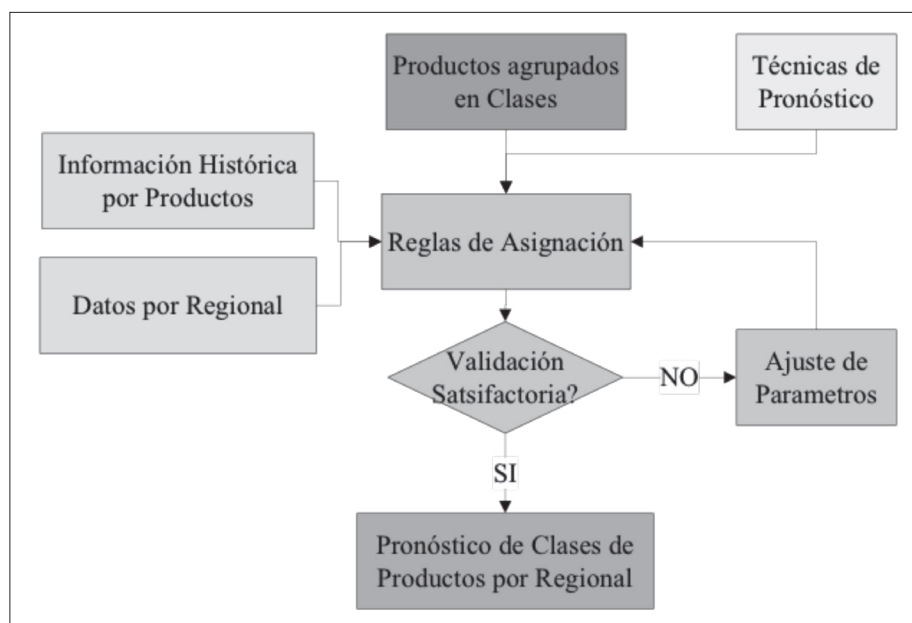 Productos agrupados
en Clases
Técnicas de
Pronóstico
Información Histórica
por Productos
Datos por Regional
Reglas de Asignación
Validación
Satsifactoria?
NO
Ajuste de
Parametros
SI
Pronóstico de Clases de
Productos por Regional